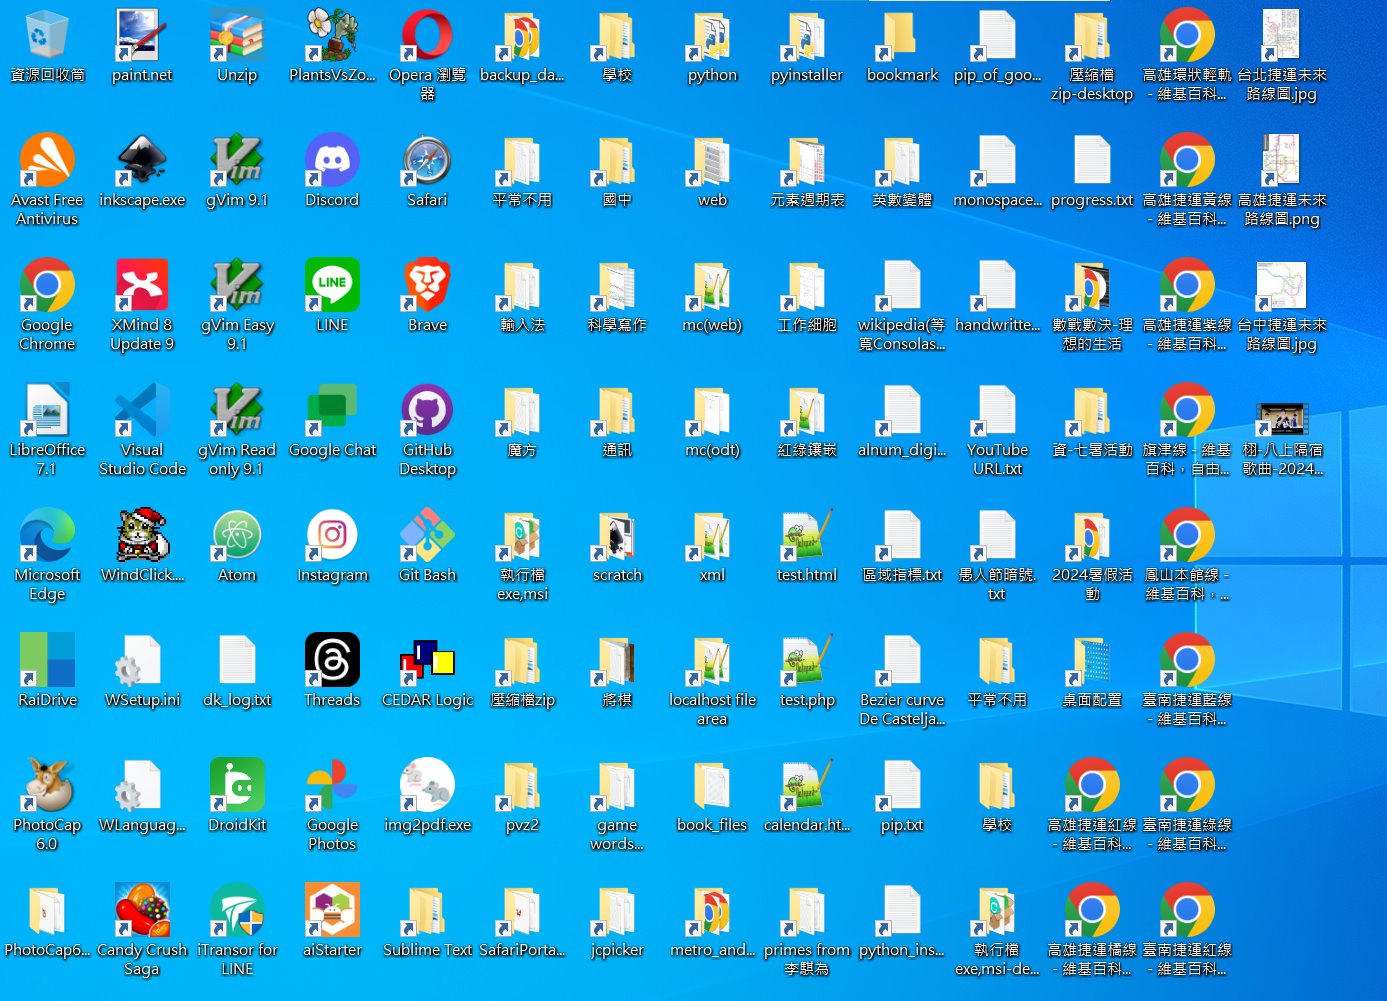 資源回收筒
paint.net
Unzip
PlantsVsZo...
Opera 瀏覽
器
backup_da...
學校
python
pyinstaller
bookmark
pip_of_goo...
壓縮檔
zip-desktop
高雄環狀輕軌
- 維基百科...
台北捷運未來
路線圖.jpg
Avast Free
Antivirus
inkscape.exe
gVim 9.1
Discord
Safari
平常不用
國中
web
元素週期表
英數變體
monospace...
progress.txt
高雄捷運黃線
- 維基百科...
高雄捷運未來
路線圖.png
Google
Chrome
XMind 8
Update 9
gVim Easy
9.1
LINE
Brave
輸入法
科學寫作
mc(web)
工作細胞
wikipedia(等
寬Consolas...
handwritte...
數戰數決-理
想的生活
高雄捷運紫線
- 維基百科...
台中捷運未來
路線圖.jpg
LibreOffice
7.1
Visual
Studio Code
gVim Read
only 9.1
Google Chat
GitHub
Desktop
魔方
通訊
mc(odt)
紅綠鑲嵌
alnum_digi...
YouTube
URL.txt
資-七暑活動
旗津線 - 維基
百科，自由...
栩-八上隔宿
歌曲-2024...
Microsoft
Edge
WindClick....
Atom
Instagram
Git Bash
執行檔
exe,msi
scratch
xml
test.html
區域指標.txt
愚人節暗號.
txt
2024暑假活
動
鳳山本館線 -
維基百科，...
RaiDrive
WSetup.ini
dk_log.txt
Threads
CEDAR Logic
壓縮檔zip
將棋
localhost file
area
test.php
Bezier curve
De Castelja...
平常不用
桌面配置
臺南捷運藍線
- 維基百科...
PhotoCap
6.0
WLanguag...
DroidKit
Google
Photos
img2pdf.exe
pvz2
game
words...
book_files
calendar.ht...
pip.txt
學校
高雄捷運紅線
- 維基百科...
臺南捷運綠線
- 維基百科...
PhotoCap6...
Candy Crush
Saga
iTransor for
LINE
aiStarter
Sublime Text
SafariPorta...
jcpicker
metro_and...
primes from
李騏為
python_ins...
執行檔
exe,msi-de...
高雄捷運橘線
- 維基百科...
臺南捷運紅線
- 維基百科...